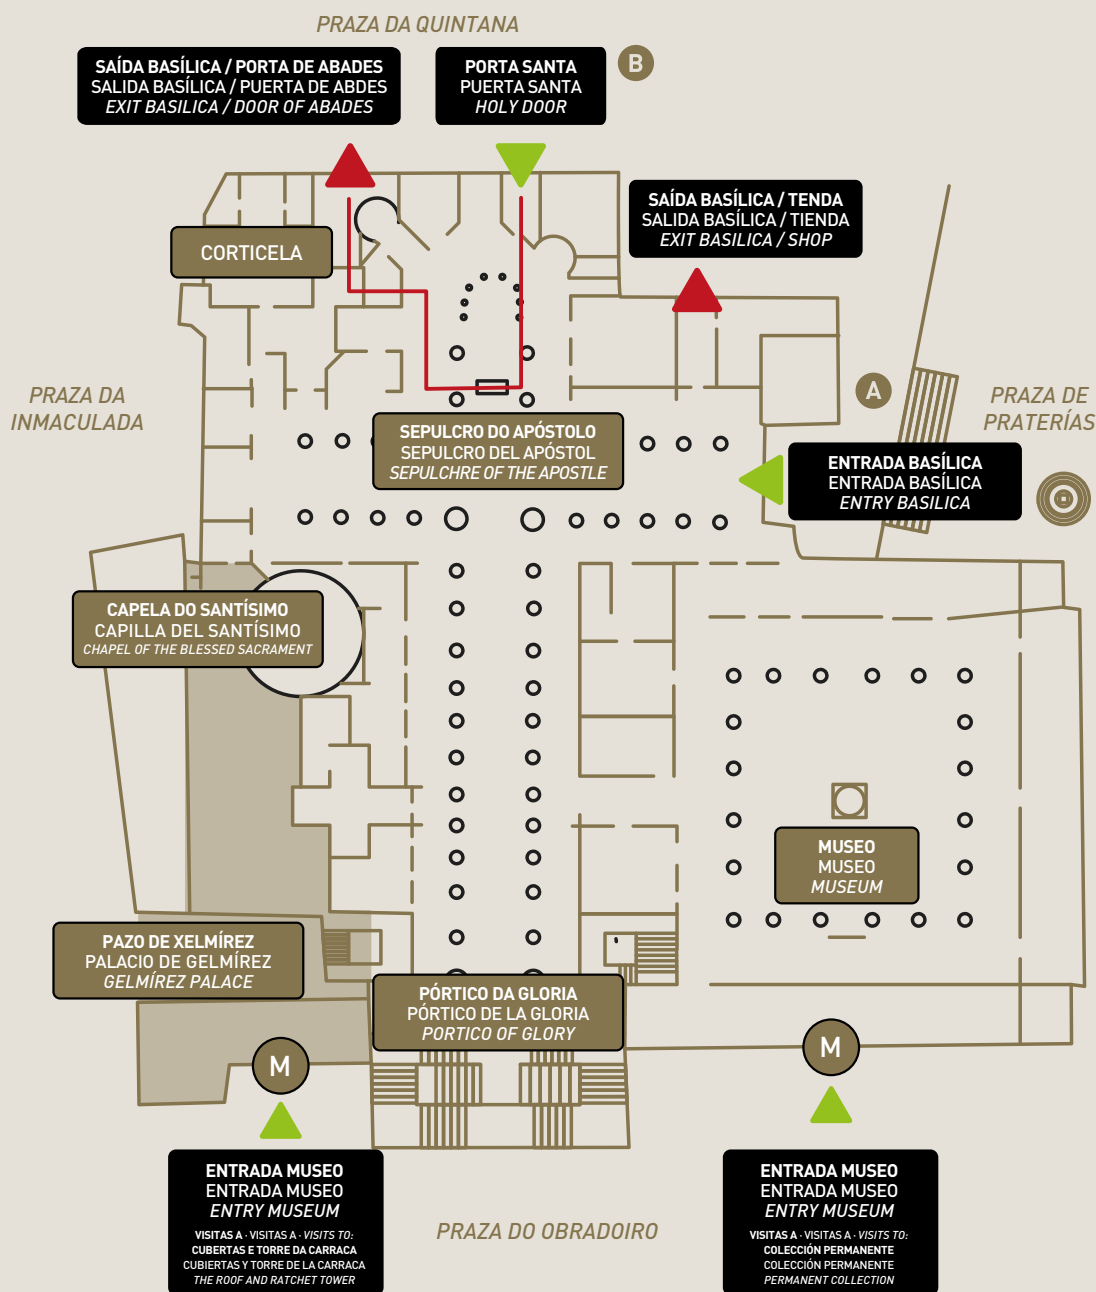 PRAZA DA QUINTANA
SAÍDA BASÍLICA / PORTA DE ABADES
SALIDA BASÍLICA / PUERTA DE ABDES
EXIT BASILICA / DOOR OF ABADES
PORTA SANTA
PUERTA SANTA
HOLY DOOR
B
SAÍDA BASÍLICA / TENDA
SALIDA BASÍLICA / TIENDA
EXIT BASILICA / SHOP
CORTICELA
PRAZA DA
INMACULADA
A
PRAZA DE
PRATERÍAS
SEPULCRO DO APÓSTOLO
SEPULCRO DEL APÓSTOL
SEPULCHRE OF THE APOSTLE
ENTRADA BASÍLICA
ENTRADA BASÍLICA
ENTRY BASILICA
CAPELA DO SANTÍSIMO
CAPILLA DEL SANTÍSIMO
CHAPEL OF THE BLESSED SACRAMENT
MUSEO
MUSEO
MUSEUM
PAZO DE XELMÍREZ
PALACIO DE GELMÍREZ
GELMÍREZ PALACE
PÓRTICO DA GLORIA
PÓRTICO DE LA GLORIA
PORTICO OF GLORY
M
M
ENTRADA MUSEO
ENTRADA MUSEO
ENTRY MUSEUM
VISITAS A · VISITAS A · VISITS TO:
CUBERTAS E TORRE DA CARRACA
CUBIERTAS Y TORRE DE LA CARRACA
THE ROOF AND RATCHET TOWER
PRAZA DO OBRADOIRO
ENTRADA MUSEO
ENTRADA MUSEO
ENTRY MUSEUM
VISITAS A · VISITAS A · VISITS TO:
COLECCIÓN PERMANENTE
COLECCIÓN PERMANENTE
PERMANENT COLLECTION